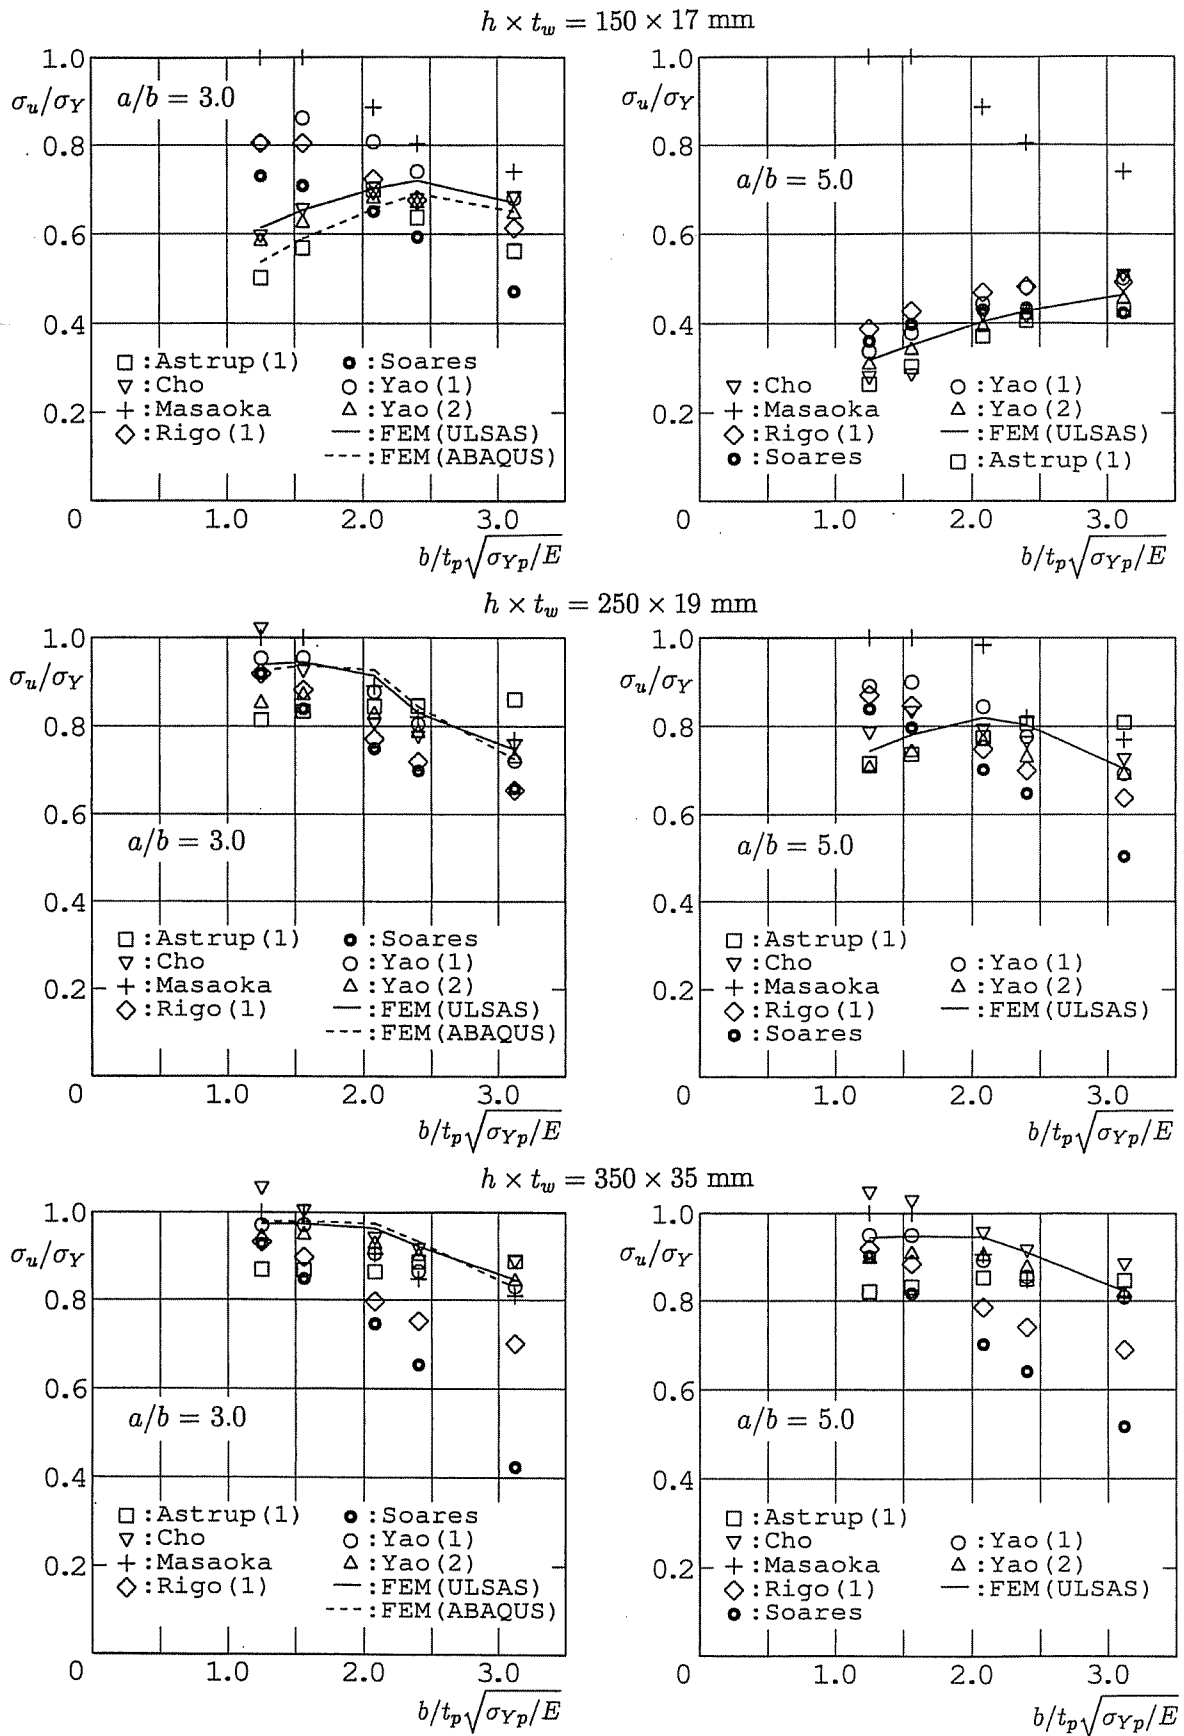 h × t_w = 150 × 17 mm
1.0
σ_u/σ_Y
a/b = 3.0
0.8
0.6
0.4
□:Astrup(1)
▽:Cho
+:Masaoka
◇:Rigo(1)
o:Soares
○:Yao(1)
△:Yao(2)
—:FEM(ULSAS)
----:FEM(ABAQUS)
0.2
0
1.0
2.0
3.0
b/t_p√σ_Yp/E
1.0
σ_u/σ_Y
0.8
a/b = 5.0
0.6
0.4
▽:Cho
+:Masaoka
◇:Rigo(1)
o:Soares
○:Yao(1)
△:Yao(2)
—:FEM(ULSAS)
□:Astrup(1)
0.2
0
1.0
2.0
3.0
b/t_p√σ_Yp/E
h × t_w = 250 × 19 mm
1.0
σ_u/σ_Y
0.8
0.6
a/b = 3.0
0.4
□:Astrup(1)
▽:Cho
+:Masaoka
◇:Rigo(1)
o:Soares
○:Yao(1)
△:Yao(2)
—:FEM(ULSAS)
----:FEM(ABAQUS)
0.2
0
1.0
2.0
3.0
b/t_p√σ_Yp/E
1.0
σ_u/σ_Y
0.8
0.6
a/b = 5.0
0.4
□:Astrup(1)
▽:Cho
+:Masaoka
◇:Rigo(1)
o:Soares
○:Yao(1)
△:Yao(2)
—:FEM(ULSAS)
0.2
0
1.0
2.0
3.0
b/t_p√σ_Yp/E
h × t_w = 350 × 35 mm
1.0
σ_u/σ_Y
0.8
0.6
a/b = 3.0
0.4
□:Astrup(1)
▽:Cho
+:Masaoka
◇:Rigo(1)
o:Soares
○:Yao(1)
△:Yao(2)
—:FEM(ULSAS)
----:FEM(ABAQUS)
0.2
0
1.0
2.0
3.0
b/t_p√σ_Yp/E
1.0
σ_u/σ_Y
0.8
0.6
a/b = 5.0
0.4
□:Astrup(1)
▽:Cho
+:Masaoka
◇:Rigo(1)
o:Soares
○:Yao(1)
△:Yao(2)
—:FEM(ULSAS)
0.2
0
1.0
2.0
3.0
b/t_p√σ_Yp/E